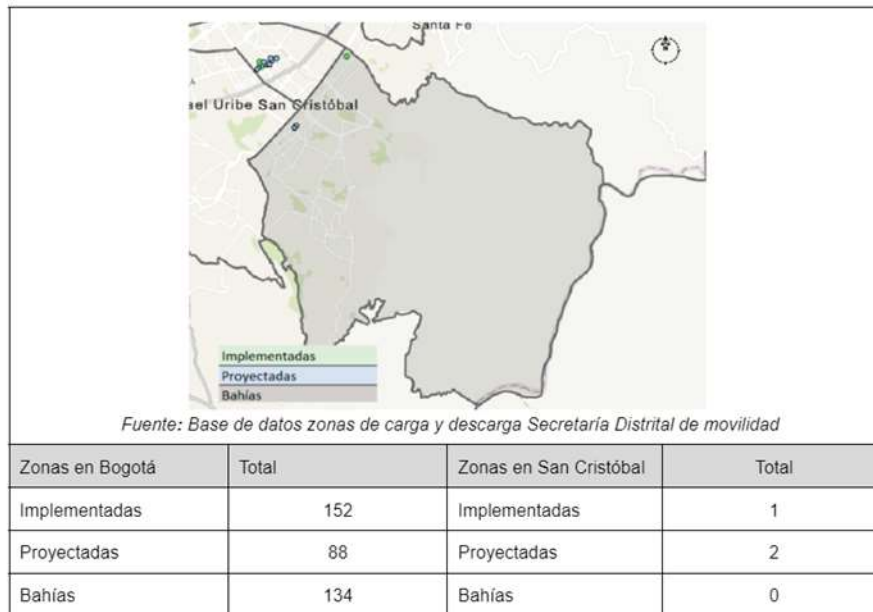 Santa Fe
ael Uribe San Cristóbal
Implementadas
Proyectadas
Bahías
Fuente: Base de datos zonas de carga y descarga Secretaría Distrital de movilidad
Zonas en Bogotá Total Zonas en San Cristóbal Total
Implementadas 152 Implementadas 1
Proyectadas 88 Proyectadas 2
Bahías 134 Bahías 0